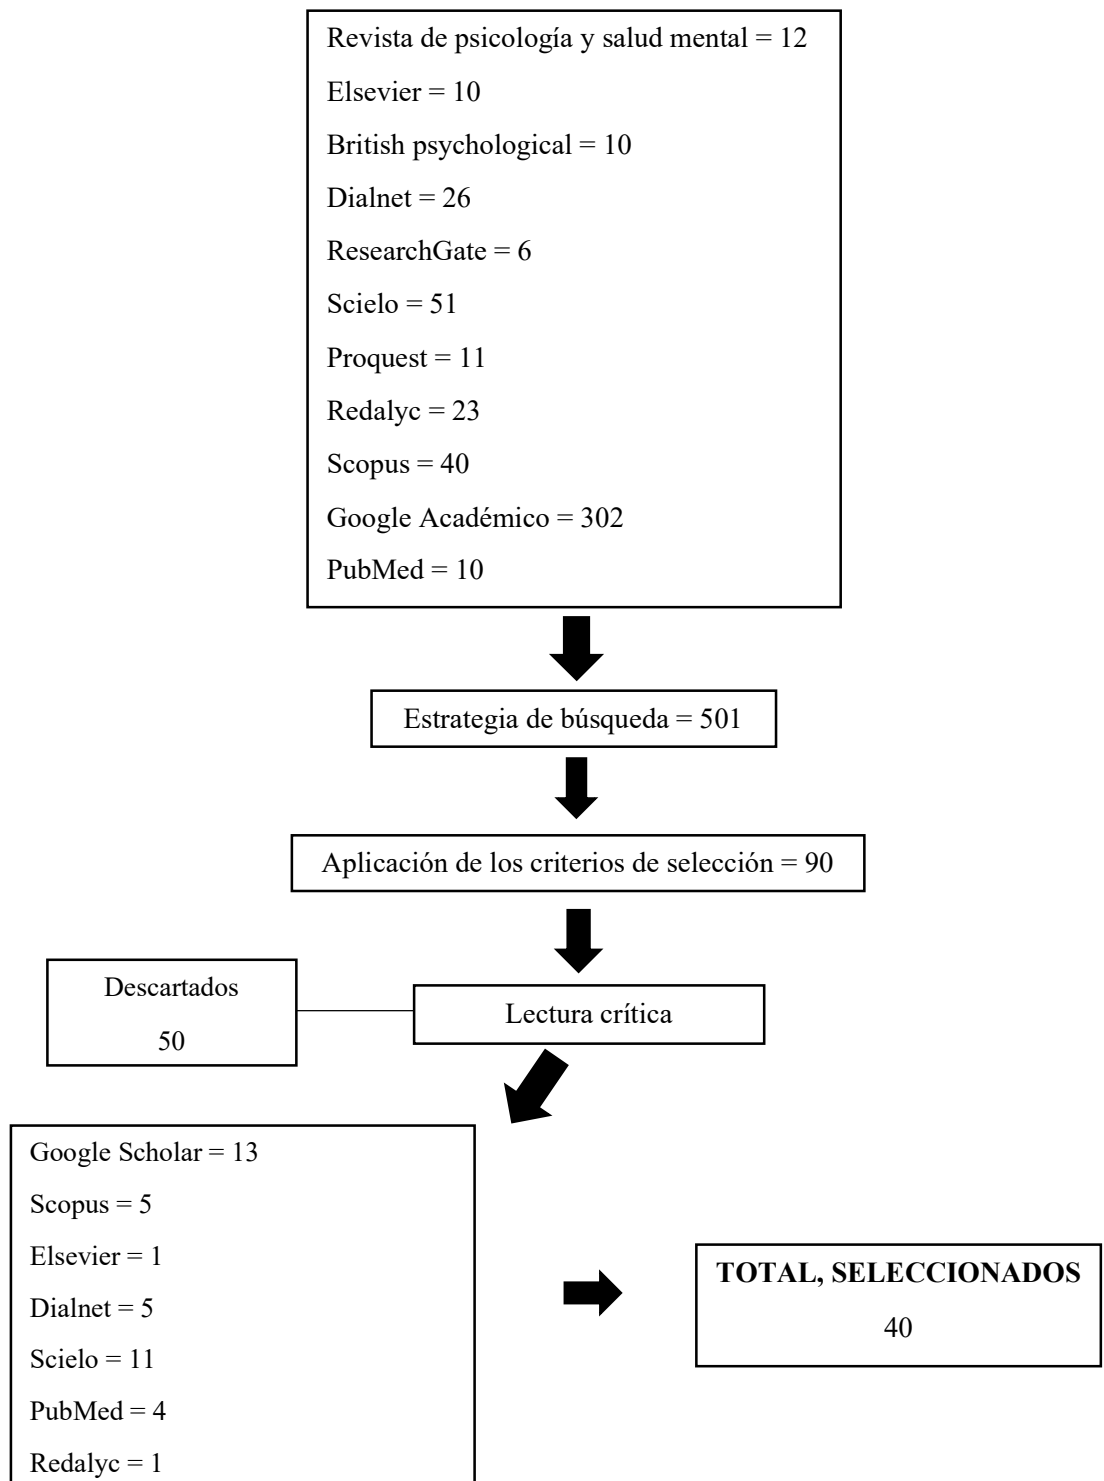 Revista de psicología y salud mental = 12
Elsevier = 10
British psychological = 10
Dialnet = 26
ResearchGate = 6
Scielo = 51
Proquest = 11
Redalyc = 23
Scopus = 40
Google Académico = 302
PubMed = 10
Estrategia de búsqueda = 501
Aplicación de los criterios de selección = 90
Descartados
50
Lectura crítica
Google Scholar = 13
Scopus = 5
Elsevier = 1
Dialnet = 5
Scielo = 11
PubMed = 4
Redalyc = 1
TOTAL, SELECCIONADOS
40